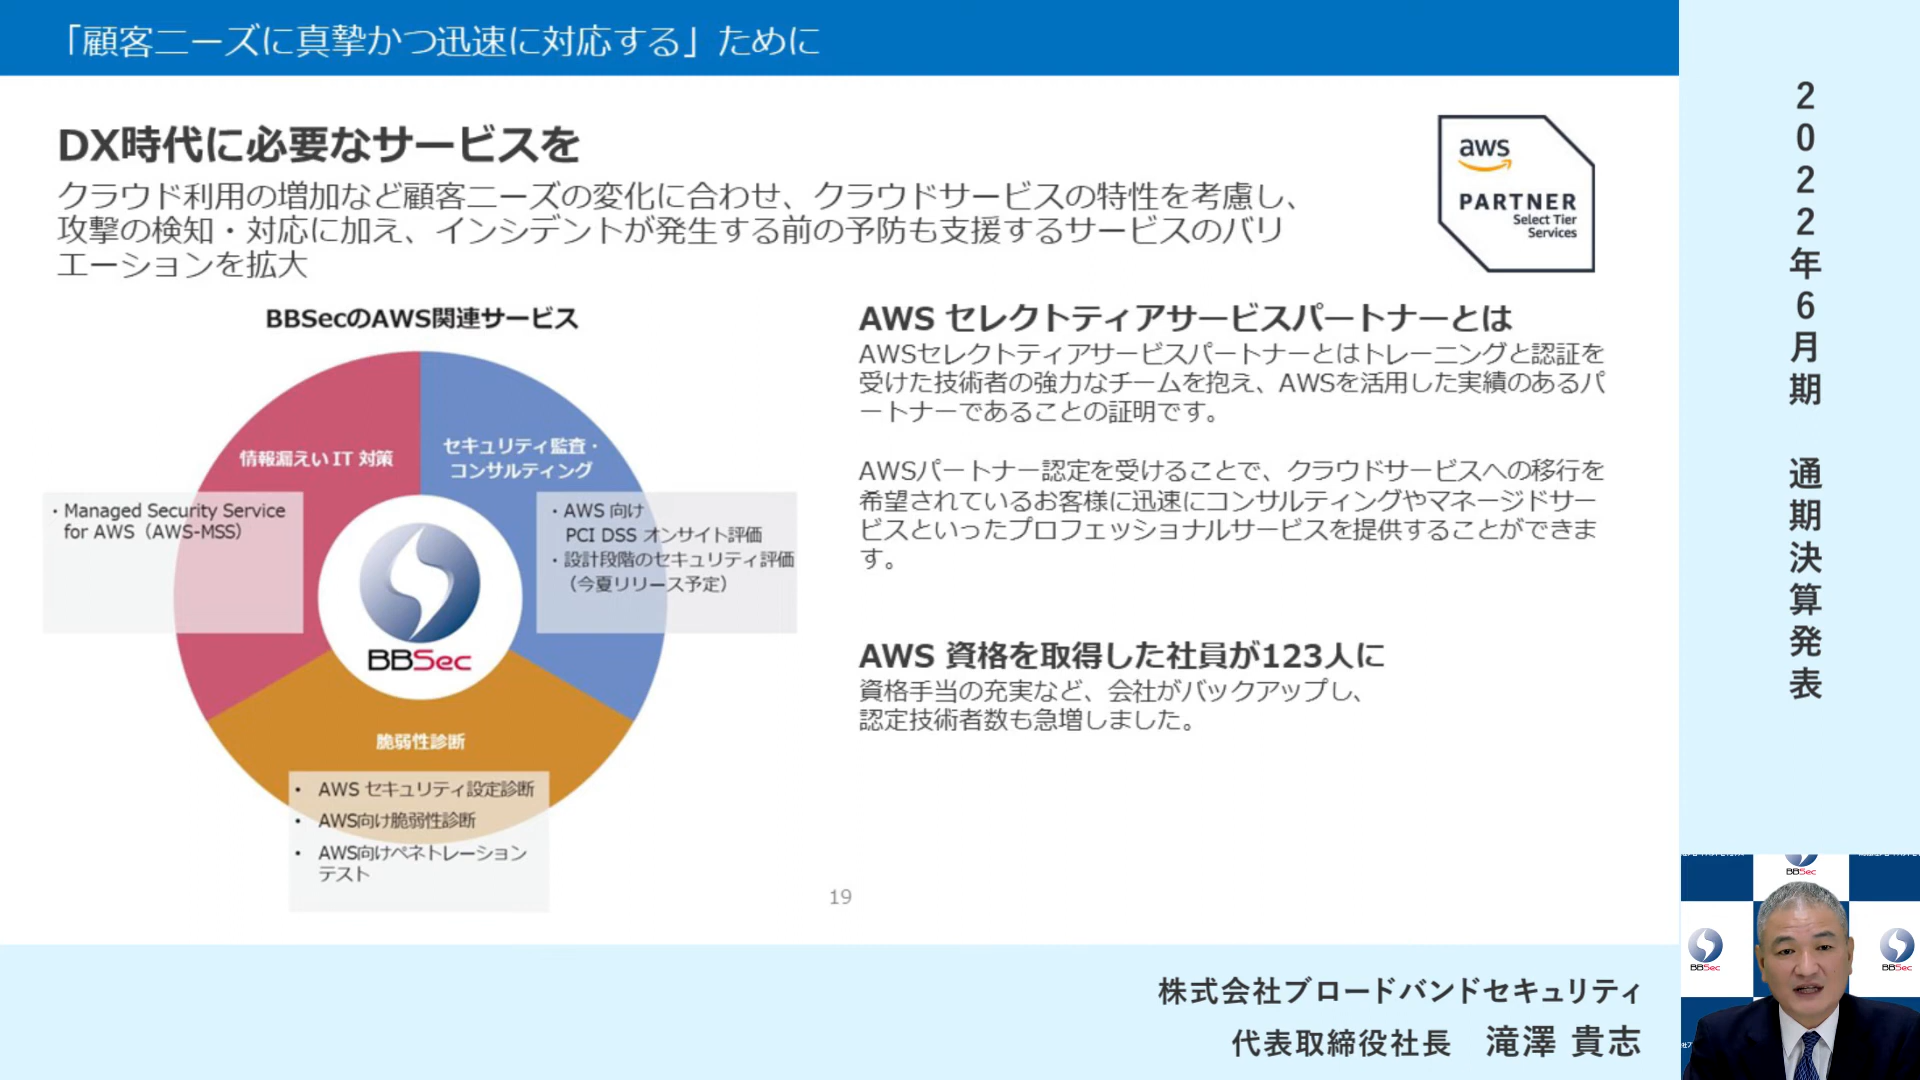 「顧客ニーズに真摯かつ迅速に対応する」ために
DX時代に必要なサービスを
クラウド利用の増加など顧客ニーズの変化に合わせ、クラウドサービスの特性を考慮し、
攻撃の検知・対応に加え、インシデントが発生する前の予防も支援するサービスのバリ
エーションを拡大
aws
PARTNER
Select Tier
Services
BBSecのAWS関連サービス
情報漏えい IT 対策
・Managed Security Service
for AWS（AWS-MSS）
セキュリティ監査・
コンサルティング
・AWS 向け
PCI DSS オンサイト評価
・設計段階のセキュリティ評価
（今夏リリース予定）
BBSec
脆弱性診断
• AWS セキュリティ設定診断
• AWS向け脆弱性診断
• AWS向けペネトレーション
テスト
AWS セレクトティアサービスパートナーとは
AWSセレクトティアサービスパートナーとはトレーニングと認証を
受けた技術者の強力なチームを抱え、AWSを活用した実績のあるパ
ートナーであることの証明です。
AWSパートナー認定を受けることで、クラウドサービスへの移行を
希望されているお客様に迅速にコンサルティングやマネージドサー
ビスといったプロフェッショナルサービスを提供することができま
す。
AWS 資格を取得した社員が123人に
資格手当の充実など、会社がバックアップし、
認定技術者数も急増しました。
19
2022年6月期 通期決算発表
株式会社ブロードバンドセキュリティ
代表取締役社長 滝澤 貴志
BBSec
BBSec
BBSec